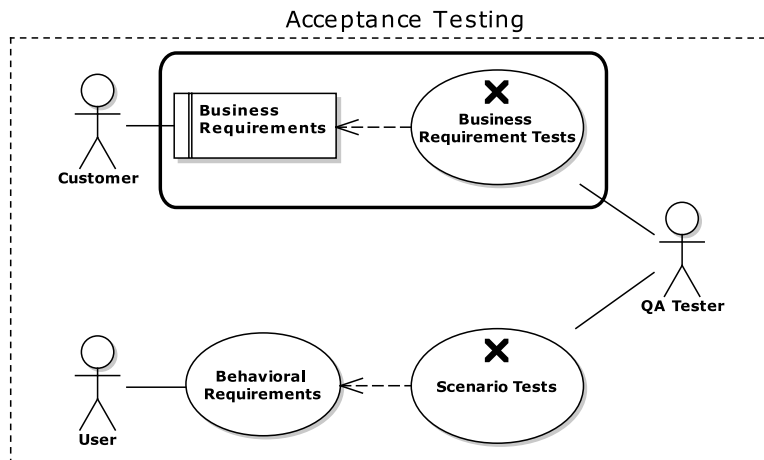 Acceptance Testing
Business
Requirements
Business
Requirement Tests
Customer
QA Tester
Behavioral
Requirements
Scenario Tests
User